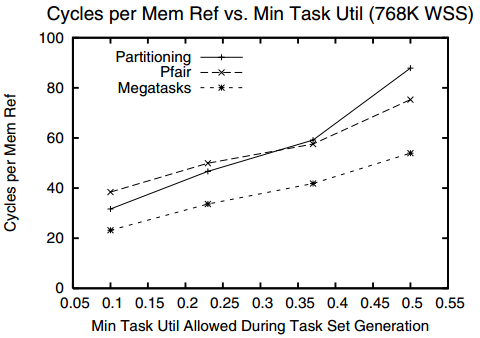 Cycles per Mem Ref vs. Min Task Util (768K WSS)
Partitioning
Pfair
Megatasks
Cycles per Mem Ref
100
80
60
40
20
0
0.05 0.1 0.15 0.2 0.25 0.3 0.35 0.4 0.45 0.5 0.55
Min Task Util Allowed During Task Set Generation